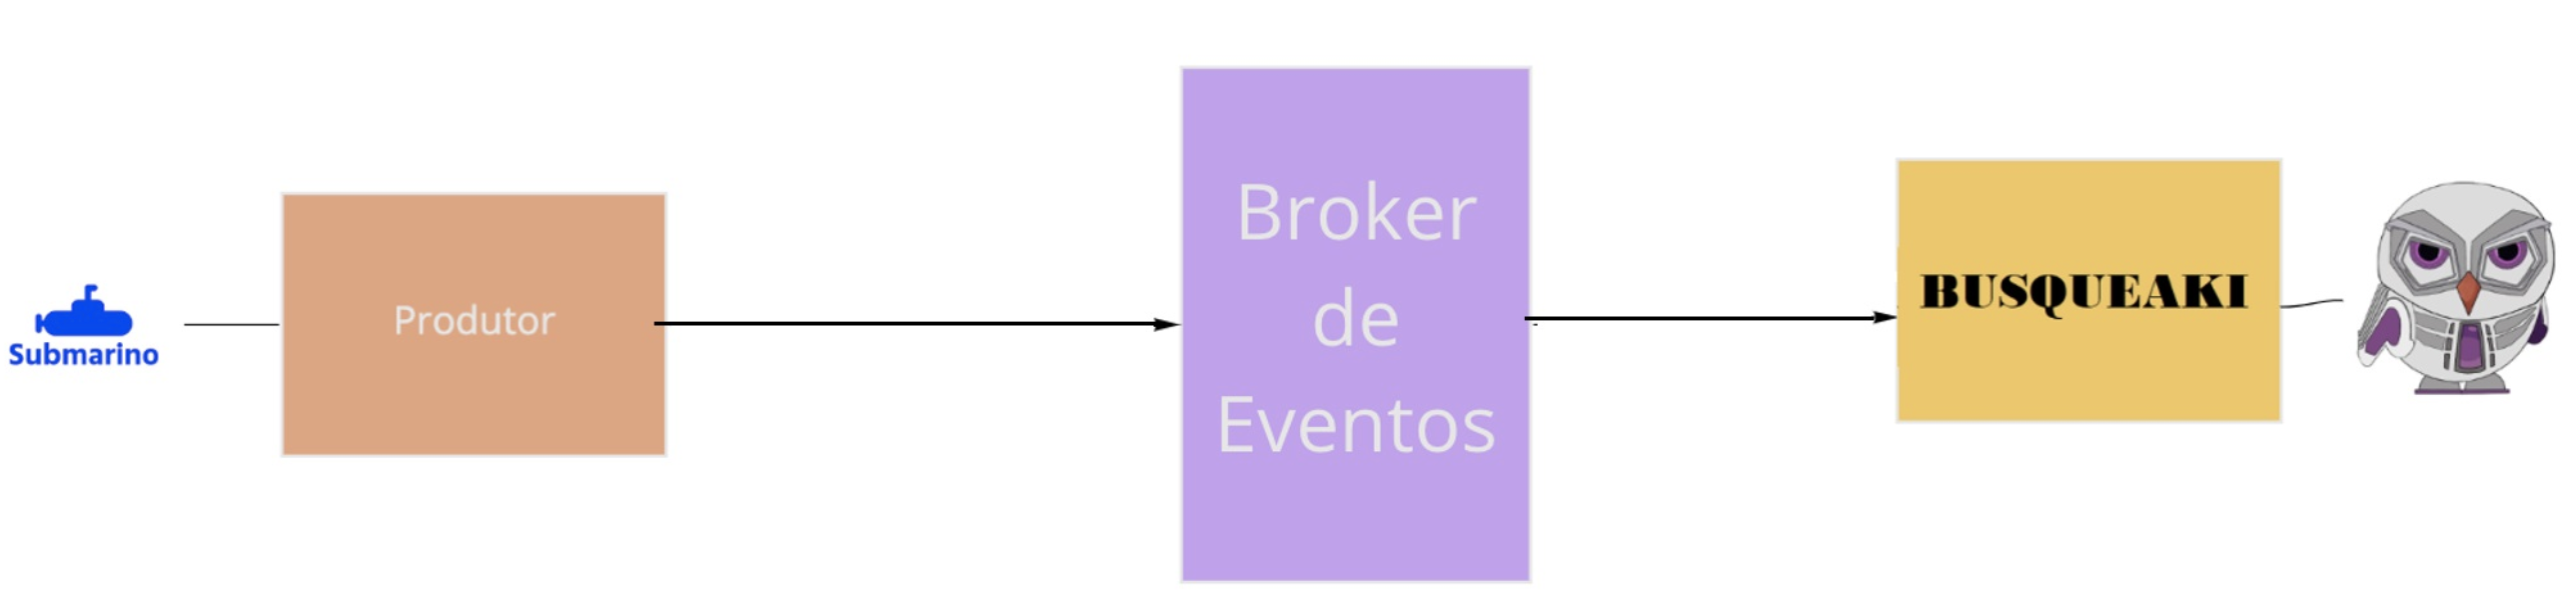 Submarino
Produtor
Broker
de
Eventos
BUSQUEAKI